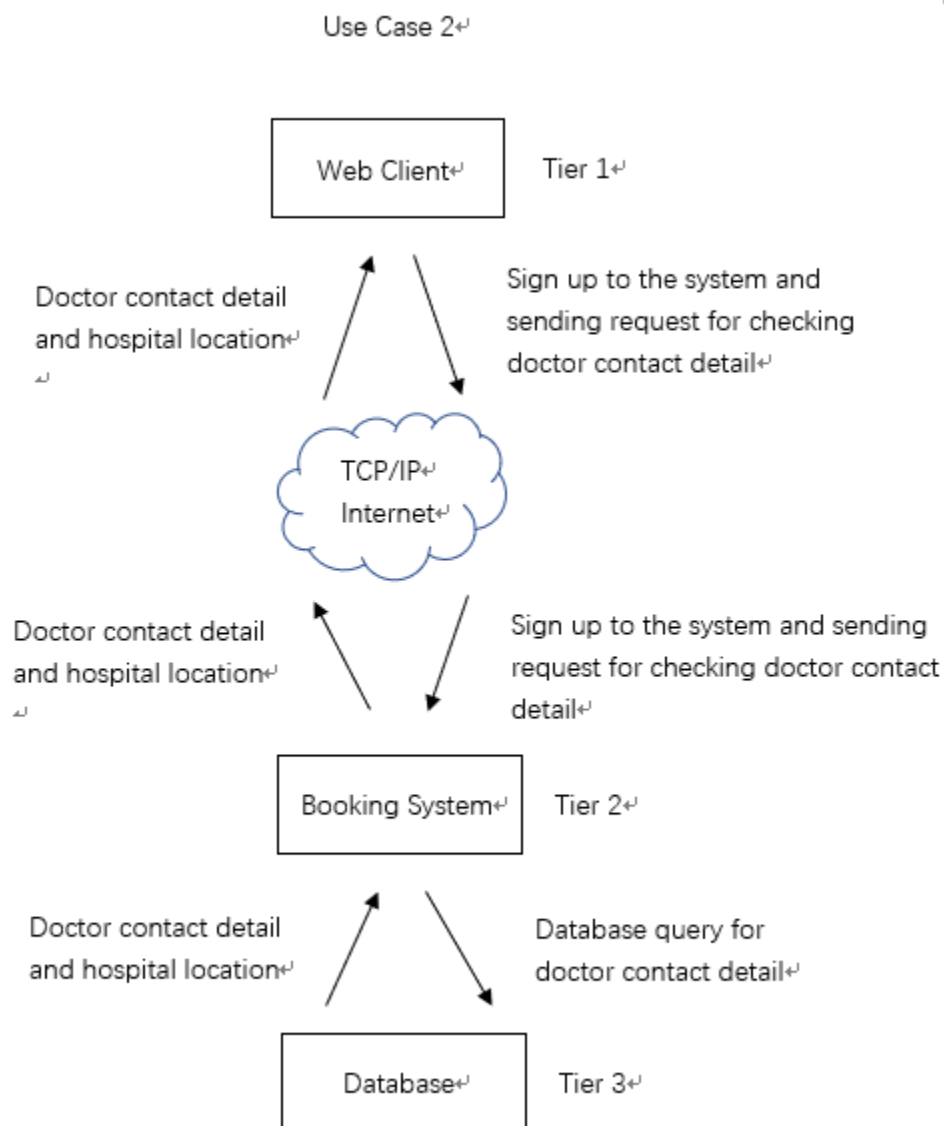 Use Case 2
Web Client
Tier 1
Doctor contact detail
and hospital location
Sign up to the system and
sending request for checking
doctor contact detail
TCP/IP
Internet
Doctor contact detail
and hospital location
Sign up to the system and sending
request for checking doctor contact
detail
Booking System
Tier 2
Doctor contact detail
and hospital location
Database query for
doctor contact detail
Database
Tier 3